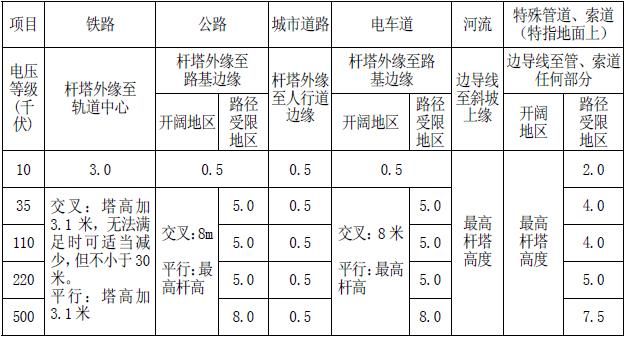 项目 铁路 公路 城市道路 电车道 河流 特殊管道、索道
（特指地面上）
电压
等级
(千
伏)
杆塔外缘至
轨道中心
杆塔外缘至
路基边缘
开阔地区
路径
受限
地区
杆塔外缘
至人行道
边缘
杆塔外缘至路
基边缘
开阔地区
路径
受限
地区
边导线
至斜坡
上缘
边导线至管、索道
任何部分
开阔
地区
路径
受限
地区
10 3.0 0.5 0.5 0.5 2.0
35 5.0 0.5 5.0 4.0
110 5.0 0.5 5.0 4.0
220 5.0 0.5 5.0 5.0
500 8.0 0.5 8.0 7.5
交叉：塔高加
3.1 米，无法满
足时可适当减
少，但不小于 30
米。
平行：塔高加
3.1 米
交叉:8m
平行:最
高杆高
交叉：8 米
平行：最高
杆高
最高
杆塔
高度
最高
杆塔
高度